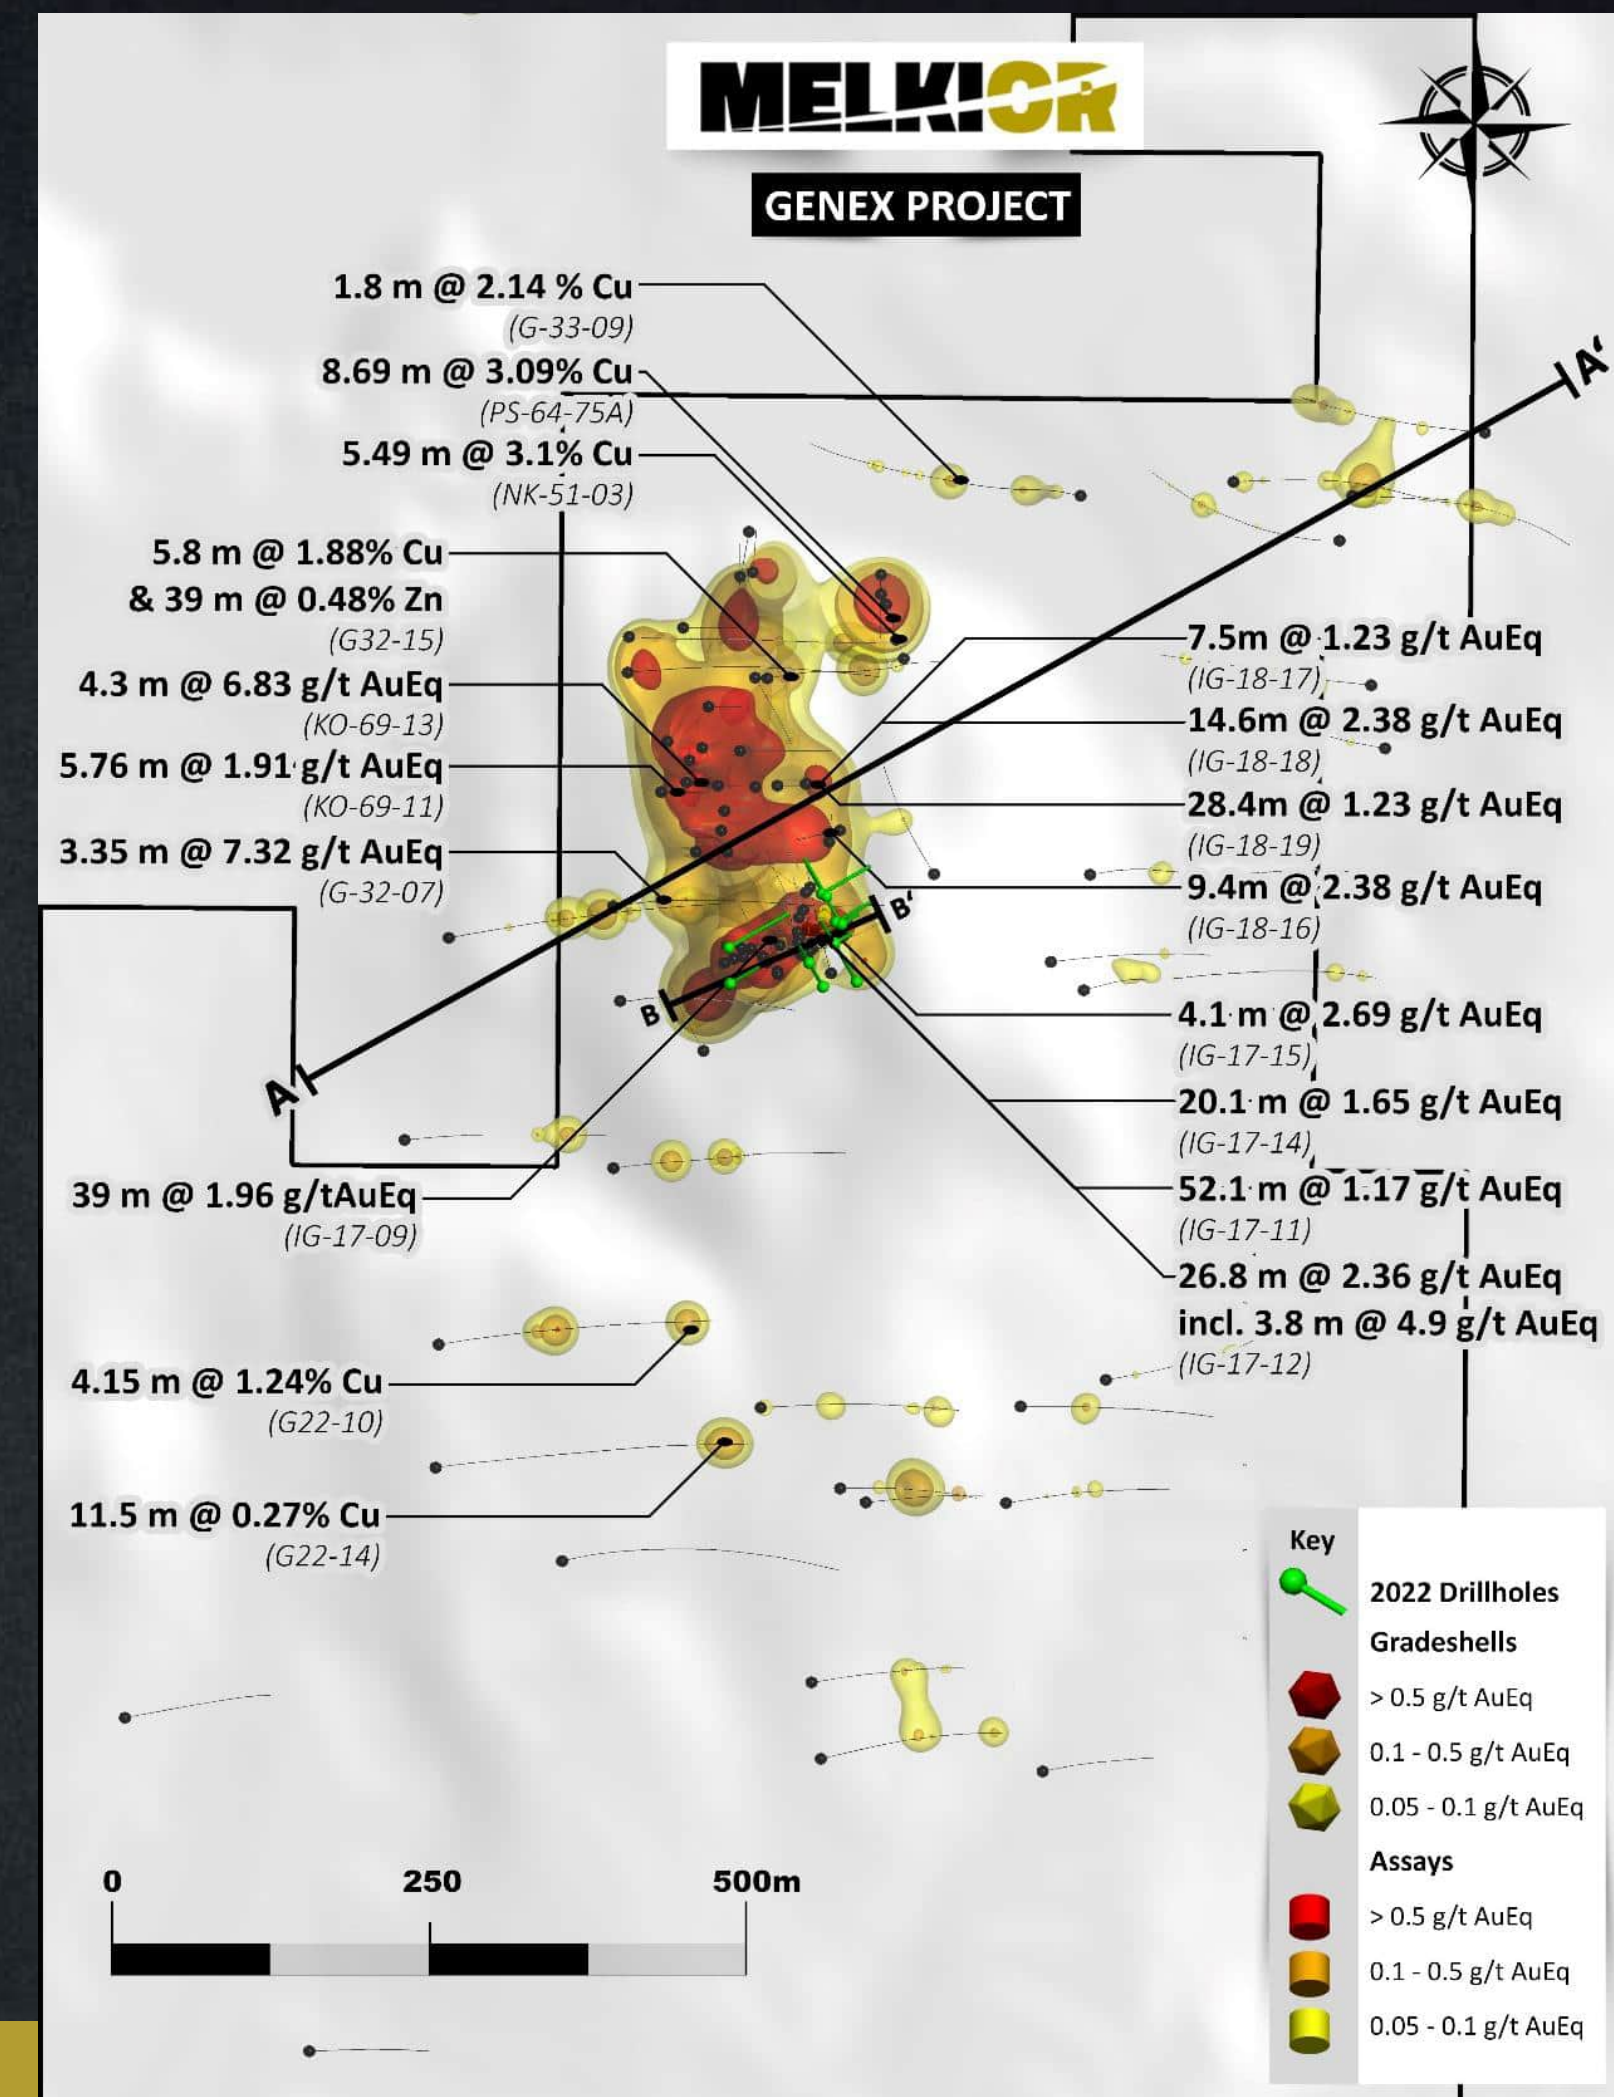 MELKIOR
GENEX PROJECT
1.8 m @ 2.14 % Cu
(G-33-09)
8.69 m @ 3.09% Cu
(PS-64-75A)
5.49 m @ 3.1% Cu
(NK-51-03)
5.8 m @ 1.88% Cu
& 39 m @ 0.48% Zn
(G32-15)
4.3 m @ 6.83 g/t AuEq
(KO-69-13)
5.76 m @ 1.91 g/t AuEq
(KO-69-11)
3.35 m @ 7.32 g/t AuEq
(G-32-07)
A'
7.5m @ 1.23 g/t AuEq
(IG-18-17)
14.6m @ 2.38 g/t AuEq
(IG-18-18)
28.4m @ 1.23 g/t AuEq
(IG-18-19)
9.4m @ 2.38 g/t AuEq
(IG-18-16)
B'
B
A
4.1 m @ 2.69 g/t AuEq
(IG-17-15)
20.1 m @ 1.65 g/t AuEq
(IG-17-14)
52.1 m @ 1.17 g/t AuEq
(IG-17-11)
26.8 m @ 2.36 g/t AuEq
incl. 3.8 m @ 4.9 g/t AuEq
(IG-17-12)
39 m @ 1.96 g/tAuEq
(IG-17-09)
4.15 m @ 1.24% Cu
(G22-10)
11.5 m @ 0.27% Cu
(G22-14)
Key
2022 Drillholes
Gradeshells
> 0.5 g/t AuEq
0.1 - 0.5 g/t AuEq
0.05 - 0.1 g/t AuEq
Assays
> 0.5 g/t AuEq
0.1 - 0.5 g/t AuEq
0.05 - 0.1 g/t AuEq
0 250 500m